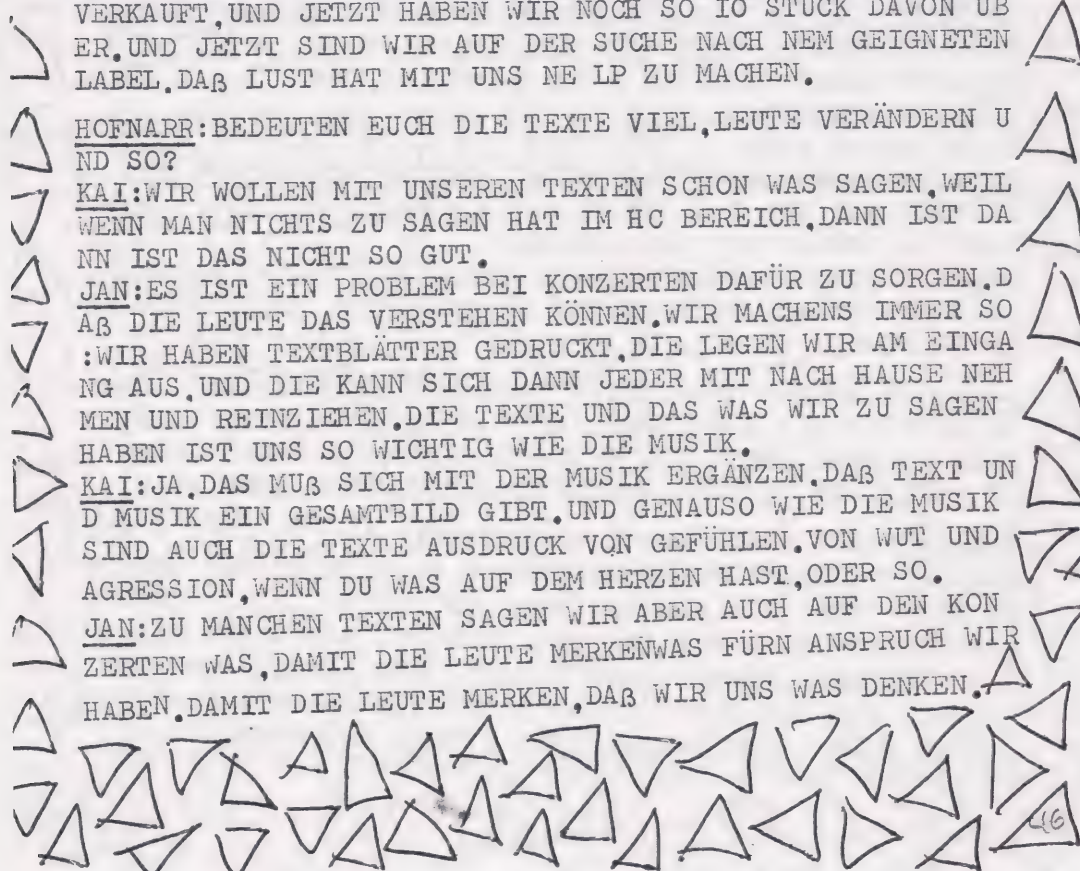 VERKAUFT,UND JETZT HABEN WIR NOCH SO IO STÜCK DAVON ÜB
ER.UND JETZT SIND WIR AUF DER SUCHE NACH NEM GEIGNETEN
LABEL.DAß LUST HAT MIT UNS NE LP ZU MACHEN.
HOFNARR:BEDEUTEN EUCH DIE TEXTE VIEL,LEUTE VERÄNDERN U
ND SO?
KAI:WIR WOLLEN MIT UNSEREN TEXTEN SCHON WAS SAGEN,WEIL
WENN MAN NICHTS ZU SAGEN HAT IM HC BEREICH,DANN IST DA
NN IST DAS NICHT SO GUT.
JAN:ES IST EIN PROBLEM BEI KONZERTEN DAFÜR ZU SORGEN.D
Aß DIE LEUTE DAS VERSTEHEN KÖNNEN.WIR MACHENS IMMER SO
:WIR HABEN TEXTBLÄTTER GEDRUCKT,DIE LEGEN WIR AM EINGA
NG AUS,UND DIE KANN SICH DANN JEDER MIT NACH HAUSE NEH
MEN UND REINZIEHEN.DIE TEXTE UND DAS WAS WIR ZU SAGEN
HABEN IST UNS SO WICHTIG WIE DIE MUSIK.
KAI:JA,DAS MUß SICH MIT DER MUSIK ERGÄNZEN.DAß TEXT UN
D MUSIK EIN GESAMTBILD GIBT.UND GENAUSO WIE DIE MUSIK
SIND AUCH DIE TEXTE AUSDRUCK VON GEFÜHLEN.VON WUT UND
AGRESSION,WENN DU WAS AUF DEM HERZEN HAST,ODER SO.
JAN:ZU MANCHEN TEXTEN SAGEN WIR ABER AUCH AUF DEN KON
ZERTEN WAS,DAMIT DIE LEUTE MERKENWAS FÜRN ANSPRUCH WIR
HABEN.DAMIT DIE LEUTE MERKEN,DAß WIR UNS WAS DENKEN.
46